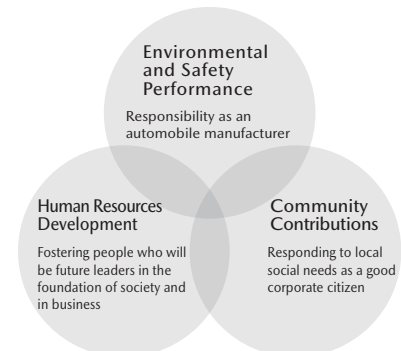 Environmental
and Safety
Performance
Responsibility as an
automobile manufacturer
Human Resources
Development
Fostering people who will
be future leaders in the
foundation of society and
in business
Community
Contributions
Responding to local
social needs as a good
corporate citizen